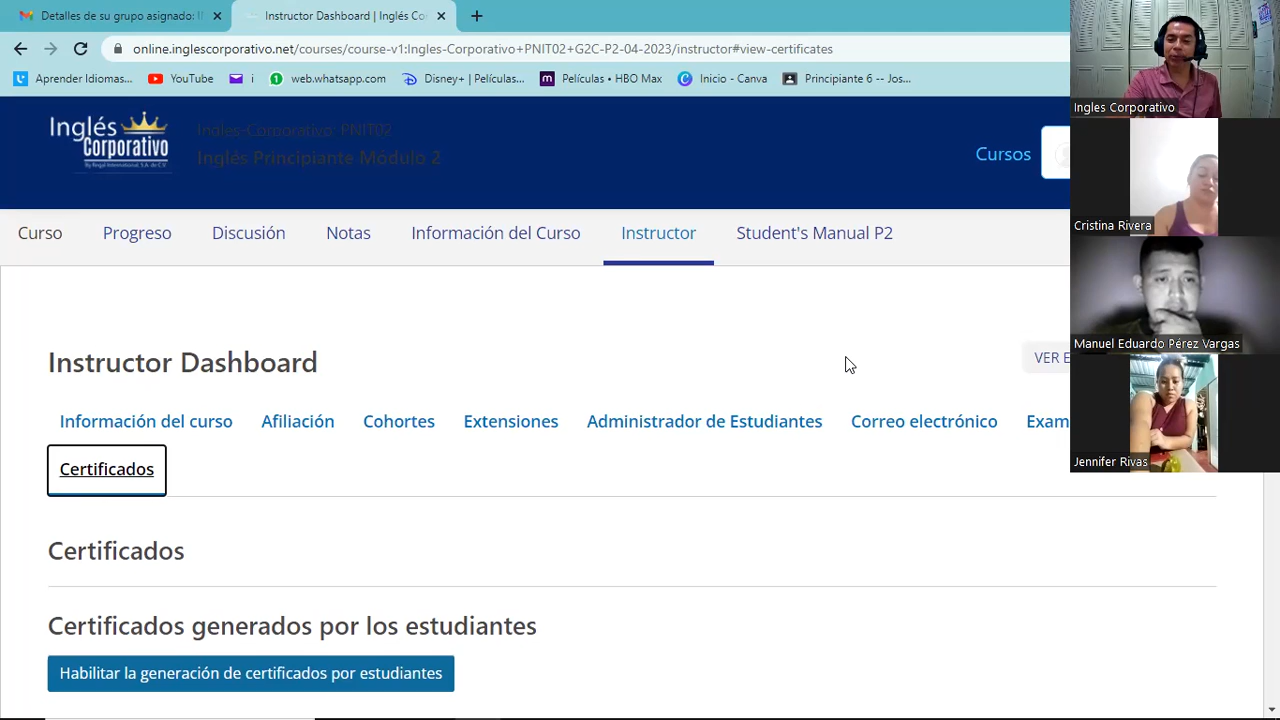 Detalles de su grupo asignado: I
Instructor Dashboard | Inglés Co
online.inglescorporativo.net/courses/course-v1:Ingles-Corporativo+PNIT02+G2C-P2-04-2023/instructor#view-certificates
Aprender Idiomas...
YouTube
i
web.whatsapp.com
Disney+ | Películas...
Películas • HBO Max
Inicio - Canva
Principiante 6 -- Jos...
Inglés
Corporativo
Ingles-Corporativo: PNIT02
Inglés Principiante Módulo 2
Cursos
Curso
Progreso
Discusión
Notas
Información del Curso
Instructor
Student's Manual P2
Instructor Dashboard
VER E
Información del curso
Afiliación
Cohortes
Extensiones
Administrador de Estudiantes
Correo electrónico
Exam
Certificados
Certificados
Certificados generados por los estudiantes
Habilitar la generación de certificados por estudiantes
Ingles Corporativo
Cristina Rivera
Manuel Eduardo Pérez Vargas
Jennifer Rivas